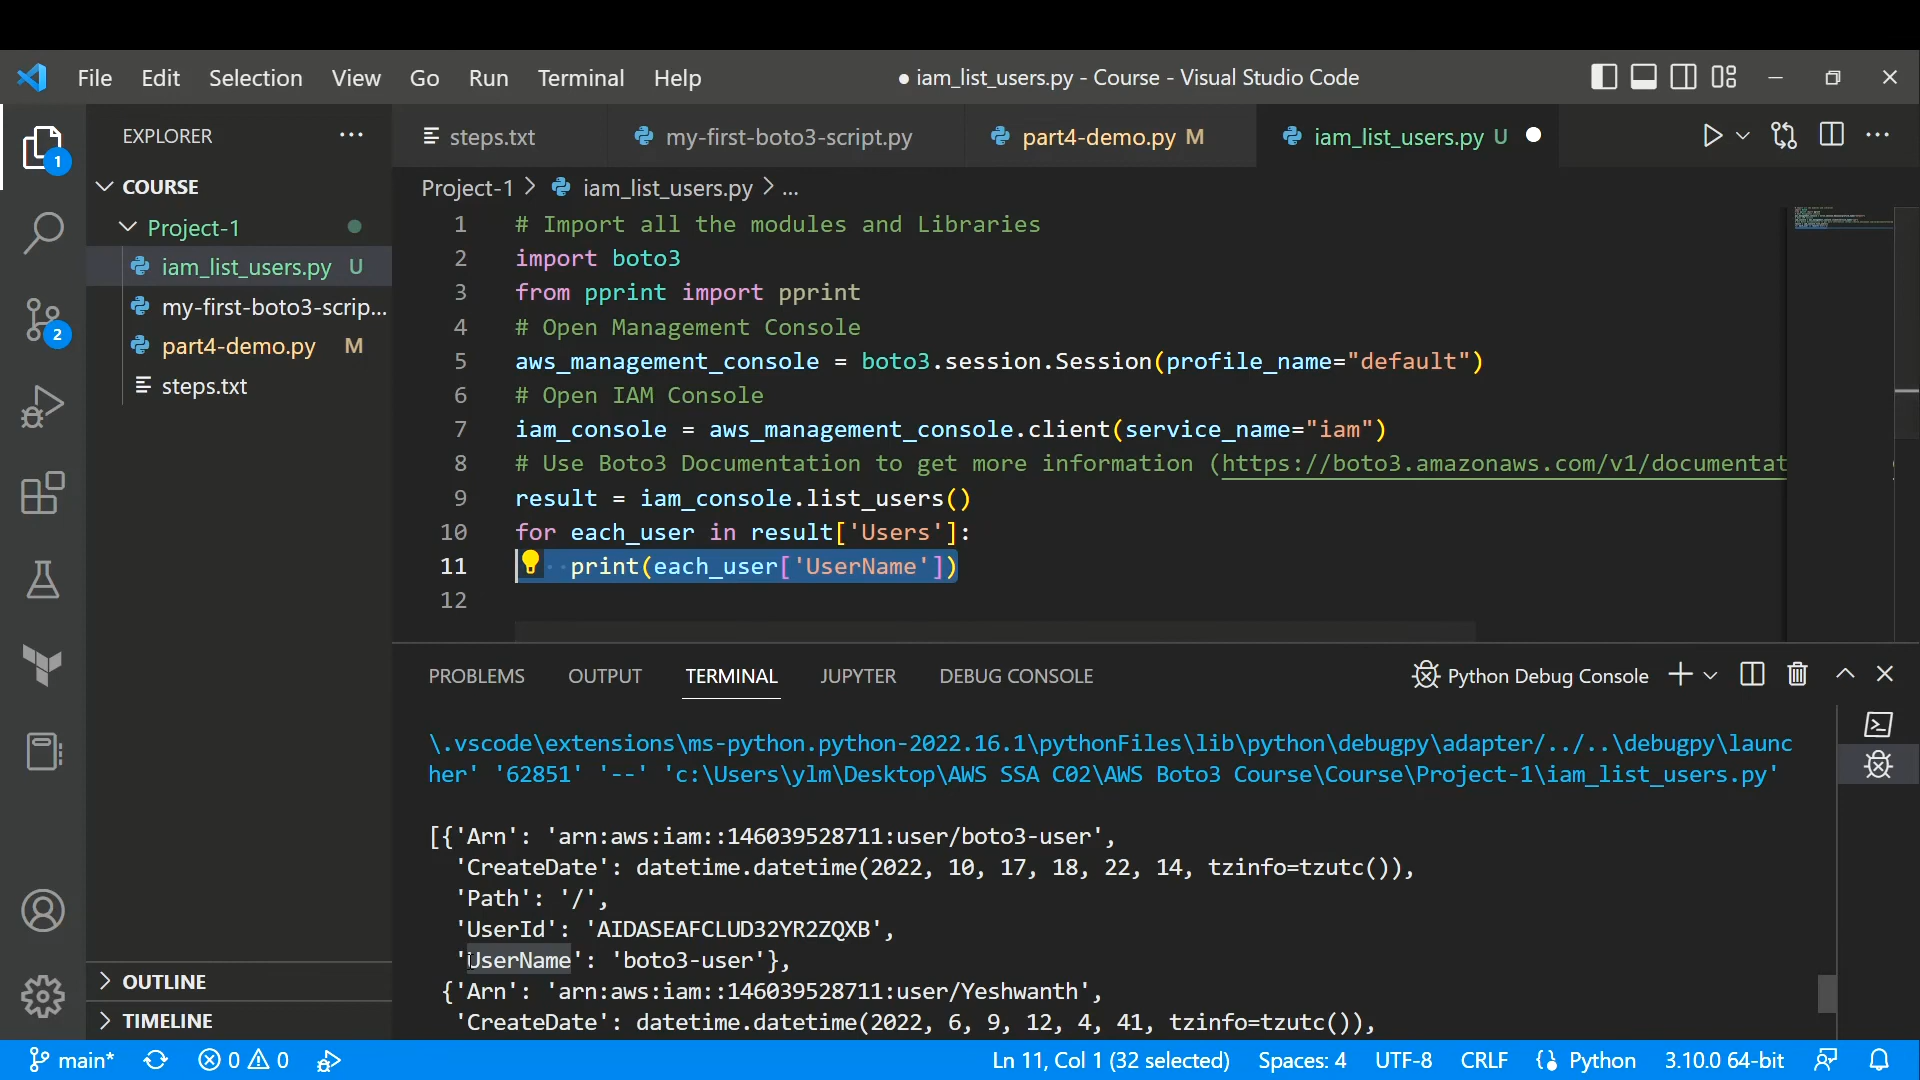 File Edit Selection View Go Run Terminal Help
● iam_list_users.py - Course - Visual Studio Code
EXPLORER
steps.txt
my-first-boto3-script.py
part4-demo.py M
iam_list_users.py U
1
COURSE
Project-1
iam_list_users.py U
my-first-boto3-scrip...
part4-demo.py M
steps.txt
2
Project-1 > iam_list_users.py > ...
1 # Import all the modules and Libraries
2 import boto3
3 from pprint import pprint
4 # Open Management Console
5 aws_management_console = boto3.session.Session(profile_name="default")
6 # Open IAM Console
7 iam_console = aws_management_console.client(service_name="iam")
8 # Use Boto3 Documentation to get more information (https://boto3.amazonaws.com/v1/documentat
9 result = iam_console.list_users()
10 for each_user in result['Users']:
11 print(each_user['UserName'])
12
PROBLEMS OUTPUT TERMINAL JUPYTER DEBUG CONSOLE
Python Debug Console
\.vscode\extensions\ms-python.python-2022.16.1\pythonFiles\lib\python\debugpy\adapter/../..\debugpy\launc
her' '62851' '--' 'c:\Users\ylm\Desktop\AWS SSA C02\AWS Boto3 Course\Course\Project-1\iam_list_users.py'
[{'Arn': 'arn:aws:iam::146039528711:user/boto3-user',
'CreateDate': datetime.datetime(2022, 10, 17, 18, 22, 14, tzinfo=tzutc()),
'Path': '/',
'UserId': 'AIDASEAFCLUD32YR2ZQXB',
'UserName': 'boto3-user'},
{'Arn': 'arn:aws:iam::146039528711:user/Yeshwanth',
'CreateDate': datetime.datetime(2022, 6, 9, 12, 4, 41, tzinfo=tzutc()),
OUTLINE
TIMELINE
main* 0 0
Ln 11, Col 1 (32 selected) Spaces: 4 UTF-8 CRLF Python 3.10.0 64-bit